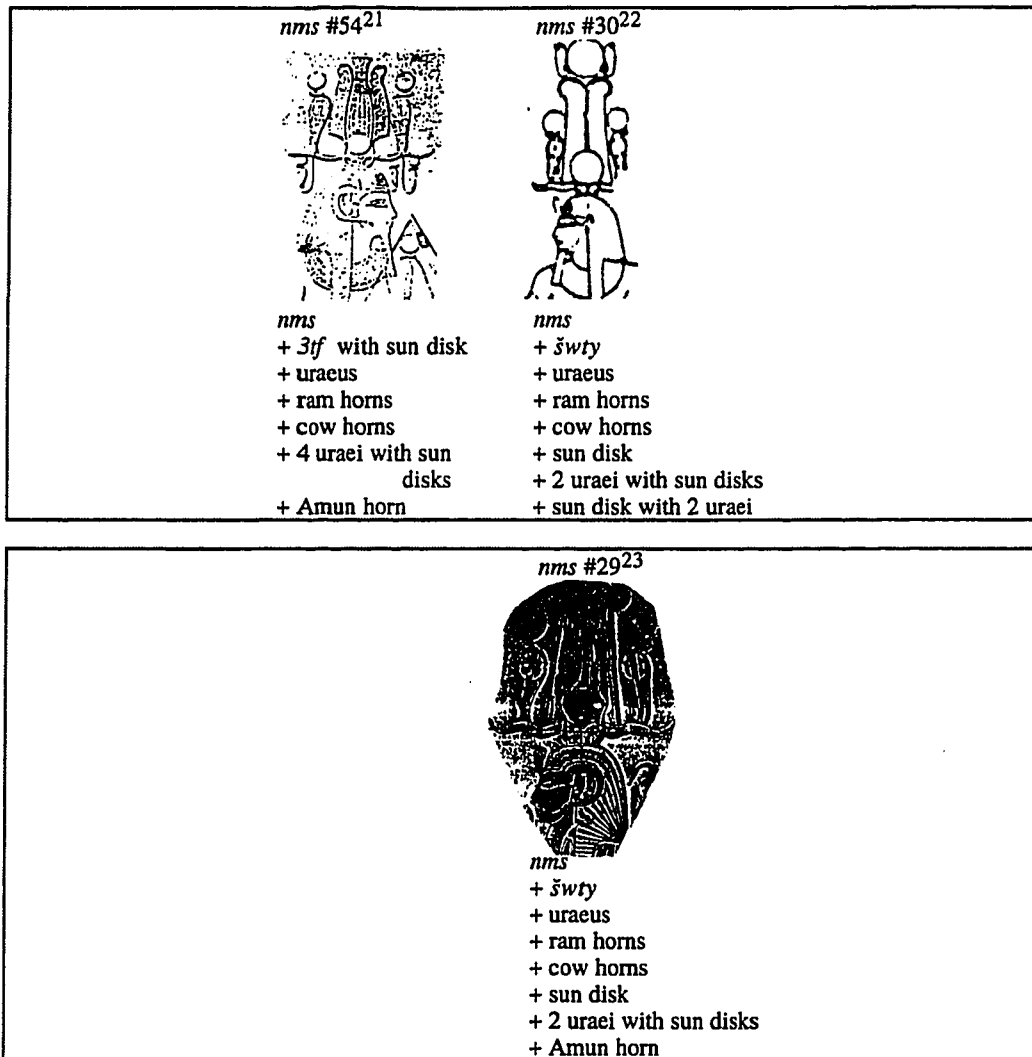 nms #54²¹
nms
+ 3tf with sun disk
+ uraeus
+ ram horns
+ cow horns
+ 4 uraei with sun
disks
+ Amun horn
nms #30²²
nms
+ šwty
+ uraeus
+ ram horns
+ cow horns
+ sun disk
+ 2 uraei with sun disks
+ sun disk with 2 uraei
nms #29²³
nms
+ šwty
+ uraeus
+ ram horns
+ cow horns
+ sun disk
+ 2 uraei with sun disks
+ Amun horn